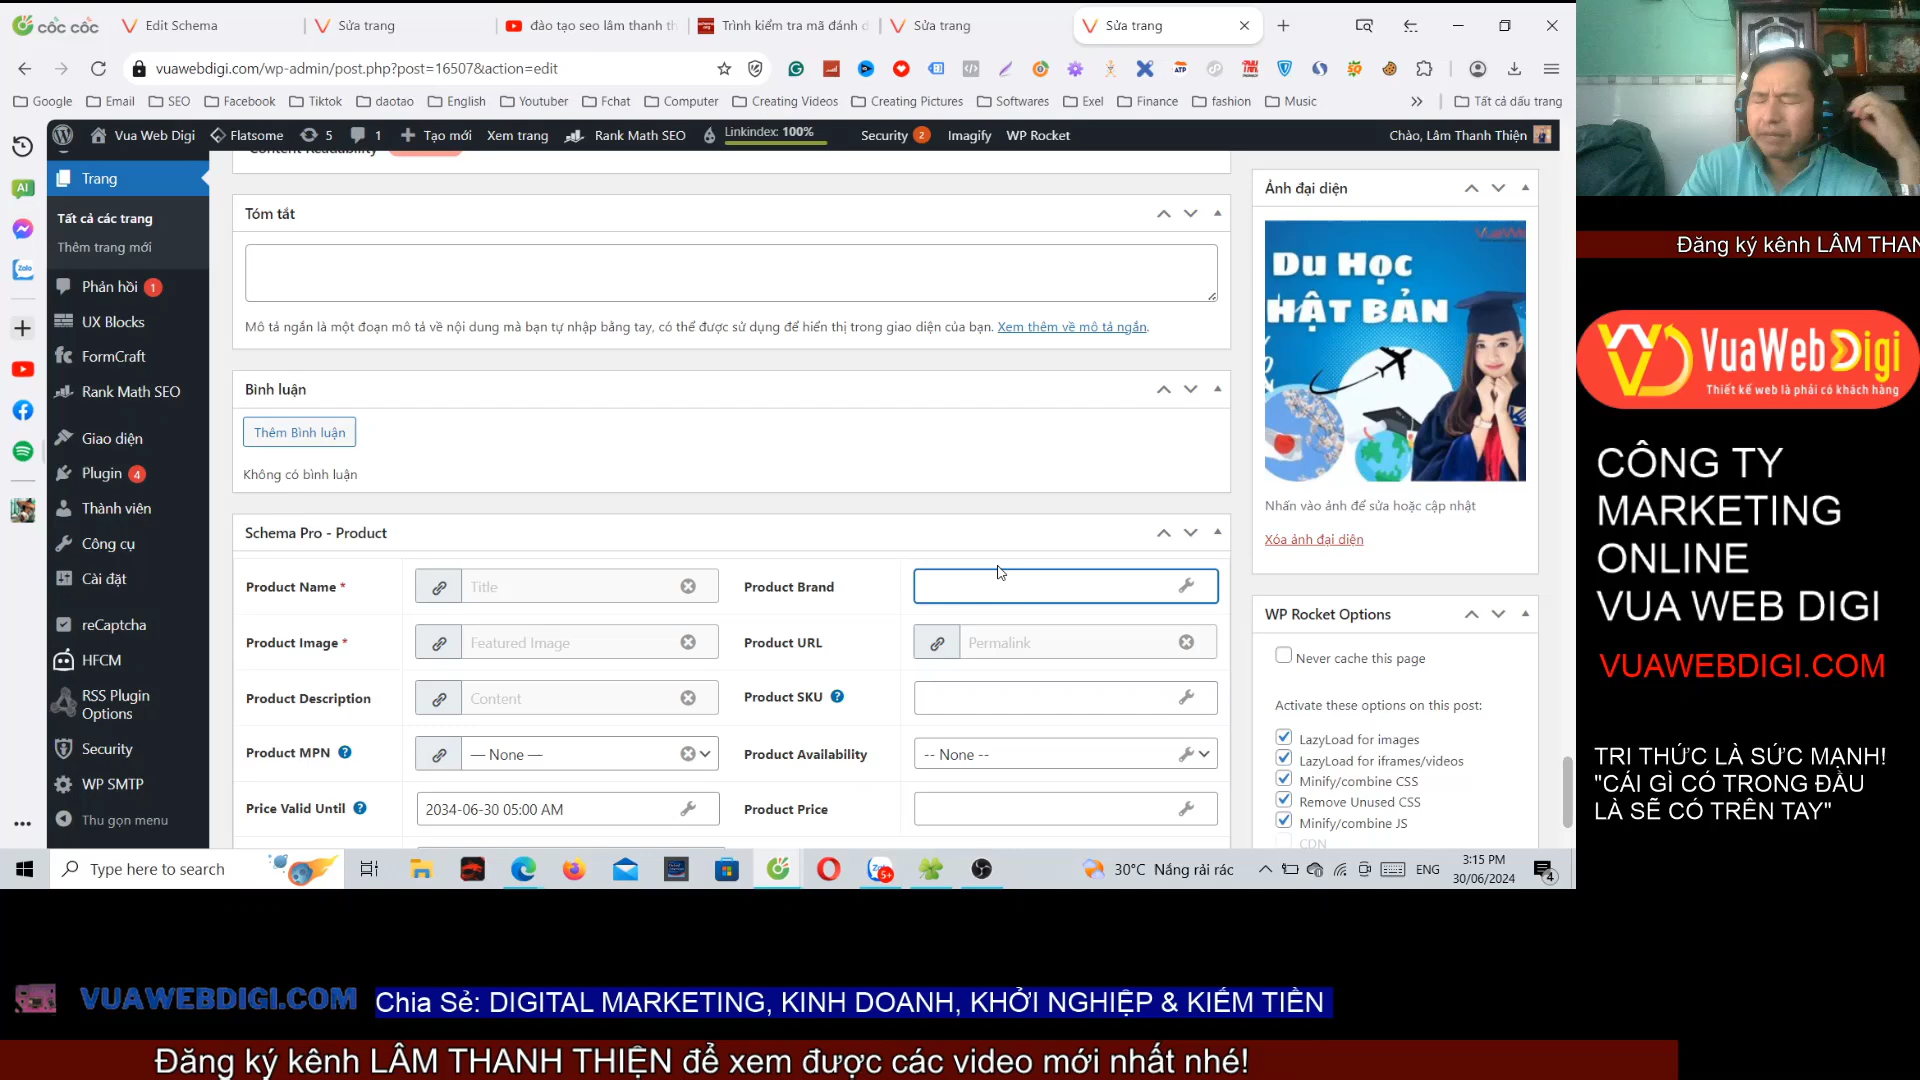 cốc cốc
Edit Schema
Sửa trang
đào tạo seo lâm thanh th
Trình kiểm tra mã đánh d
Sửa trang
Sửa trang
vuawebdigi.com/wp-admin/post.php?post=16507&action=edit
Google
Email
SEO
Facebook
Tiktok
daotao
English
Youtuber
Fchat
Computer
Creating Videos
Creating Pictures
Softwares
Exel
Finance
fashion
Music
Tất cả dấu trang
Vua Web Digi
Flatsome
5
1
Tạo mới
Xem trang
Rank Math SEO
Linkindex: 100%
Security 2
Imagify
WP Rocket
Chào, Lâm Thanh Thiện
Trang
Tất cả các trang
Thêm trang mới
Phản hồi 1
UX Blocks
FormCraft
Rank Math SEO
Giao diện
Plugin 4
Thành viên
Công cụ
Cài đặt
reCaptcha
HFCM
RSS Plugin
Options
Security
WP SMTP
Thu gọn menu
Content Readability
Tóm tắt
Mô tả ngắn là một đoạn mô tả về nội dung mà bạn tự nhập bằng tay, có thể được sử dụng để hiển thị trong giao diện của bạn. Xem thêm về mô tả ngắn.
Bình luận
Thêm Bình luận
Không có bình luận
Schema Pro - Product
Product Name *
Title
Product Brand
Product Image *
Featured Image
Product URL
Permalink
Product Description
Content
Product SKU
Product MPN
— None —
Product Availability
-- None --
Price Valid Until
2034-06-30 05:00 AM
Product Price
Ảnh đại diện
Du Học
NHẬT BẢN
Nhấn vào ảnh để sửa hoặc cập nhật
Xóa ảnh đại diện
WP Rocket Options
Never cache this page
Activate these options on this post:
LazyLoad for images
LazyLoad for iframes/videos
Minify/combine CSS
Remove Unused CSS
Minify/combine JS
CDN
Type here to search
30°C Nắng rải rác
ENG
3:15 PM
30/06/2024
4
Đăng ký kênh LÂM THAN
VuaWebDigi
Thiết kế web là phải có khách hàng
CÔNG TY
MARKETING
ONLINE
VUA WEB DIGI
VUAWEBDIGI.COM
TRI THỨC LÀ SỨC MẠNH!
"CÁI GÌ CÓ TRONG ĐẦU
LÀ SẼ CÓ TRÊN TAY"
VUAWEBDIGI.COM
Chia Sẻ: DIGITAL MARKETING, KINH DOANH, KHỞI NGHIỆP & KIẾM TIỀN
Đăng ký kênh LÂM THANH THIỆN để xem được các video mới nhất nhé!